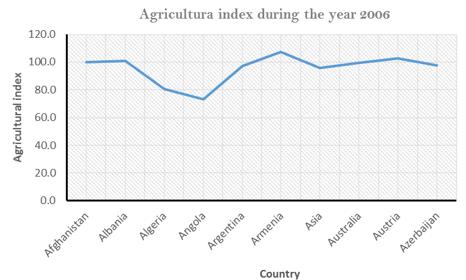 Agricultura index during the year 2006
120.0
100.0
80.0
60.0
40.0
20.0
0.0
Agricultural index
Afghanistan
Albania
Algeria
Angola
Argentina
Armenia
Asia
Australia
Austria
Azerbaijan
Country